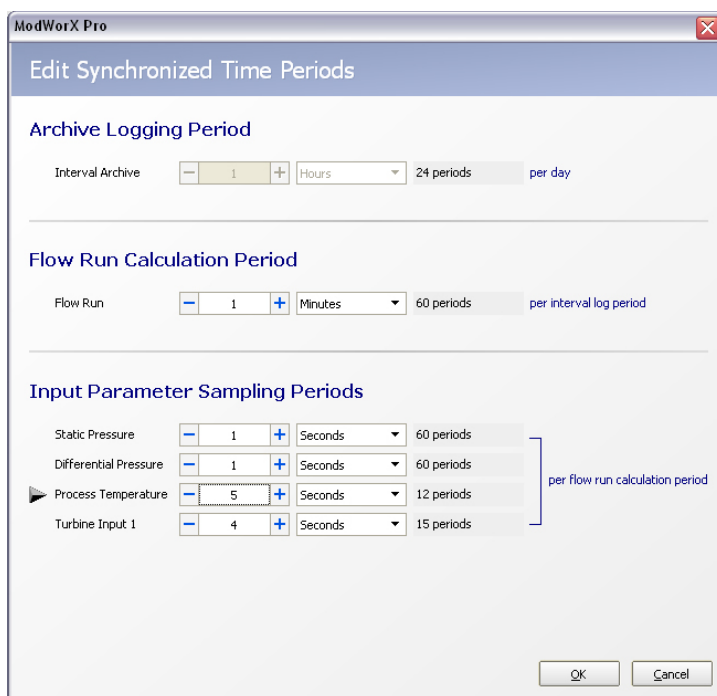 ModWorX Pro
Edit Synchronized Time Periods
Archive Logging Period
Interval Archive 1 Hours 24 periods per day
Flow Run Calculation Period
Flow Run 1 Minutes 60 periods per interval log period
Input Parameter Sampling Periods
Static Pressure 1 Seconds 60 periods
Differential Pressure 1 Seconds 60 periods
per flow run calculation period
Process Temperature 5 Seconds 12 periods
Turbine Input 1 4 Seconds 15 periods
OK Cancel